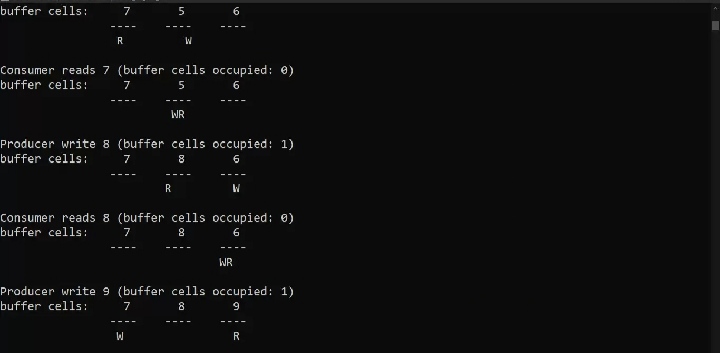 buffer cells:     7       5       6
                 ----    ----    ----
                  R         W
Consumer reads 7 (buffer cells occupied: 0)
buffer cells:     7       5       6
                 ----    ----    ----
                          WR
Producer write 8 (buffer cells occupied: 1)
buffer cells:     7       8       6
                 ----    ----    ----
                         R         W
Consumer reads 8 (buffer cells occupied: 0)
buffer cells:     7       8       6
                 ----    ----    ----
                                 WR
Producer write 9 (buffer cells occupied: 1)
buffer cells:     7       8       9
                 ----    ----    ----
                  W                R